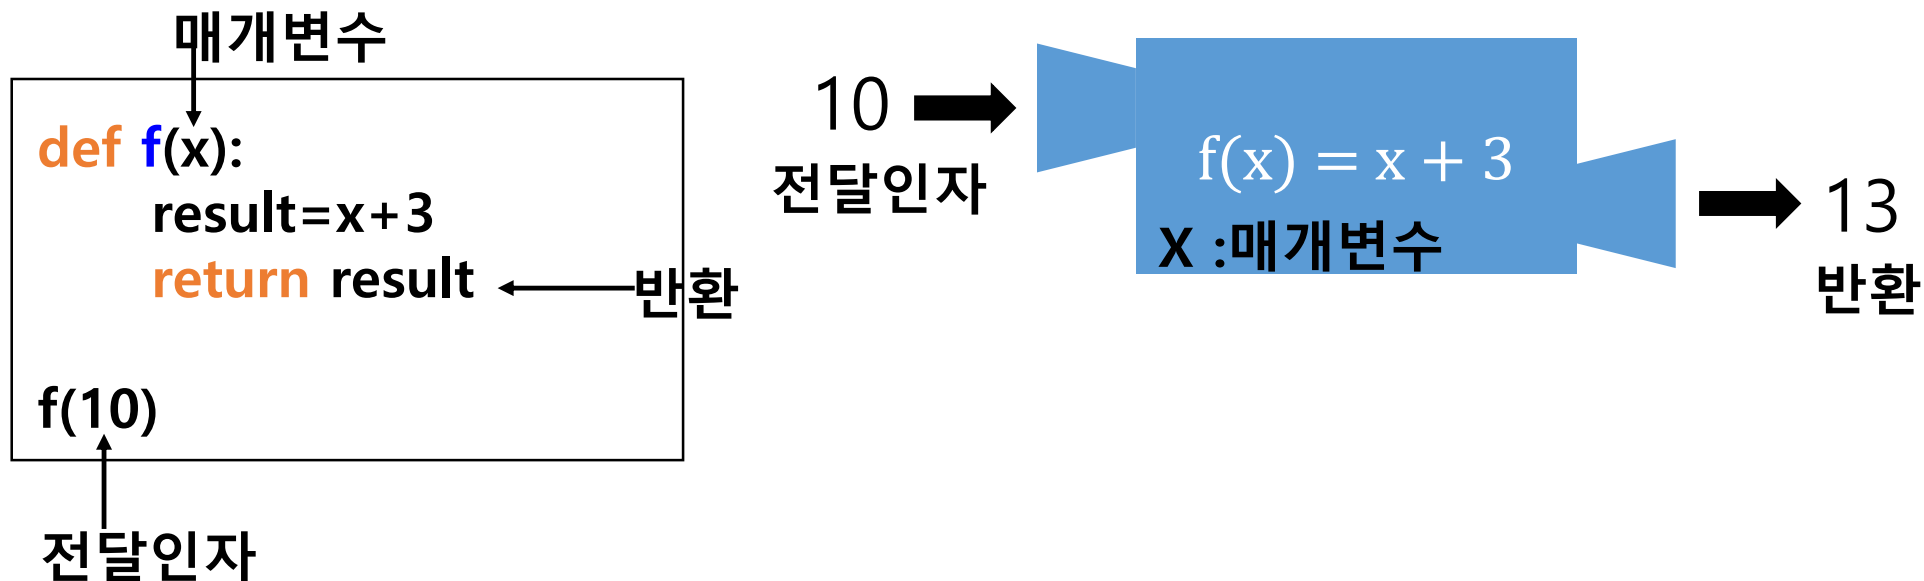 매개변수
def f(x):
result=x+3
return result
반환
f(10)
전달인자
10
전달인자
f(x) = x + 3
X :매개변수
13
반환